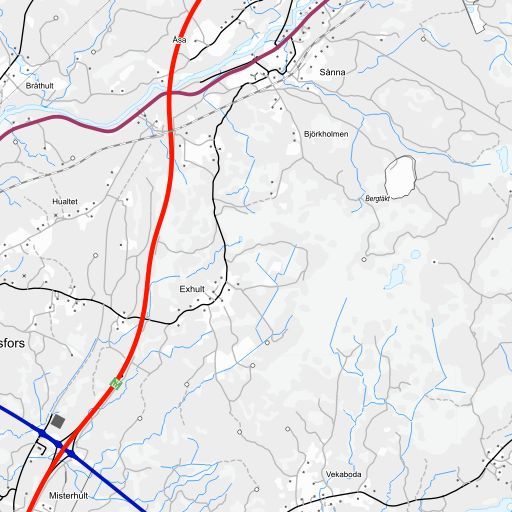 Åsa
Sånna
Bråthult
Björkholmen
Hualtet
Bergtäkt
Exhult
sfors
Vekaboda
Misterhult